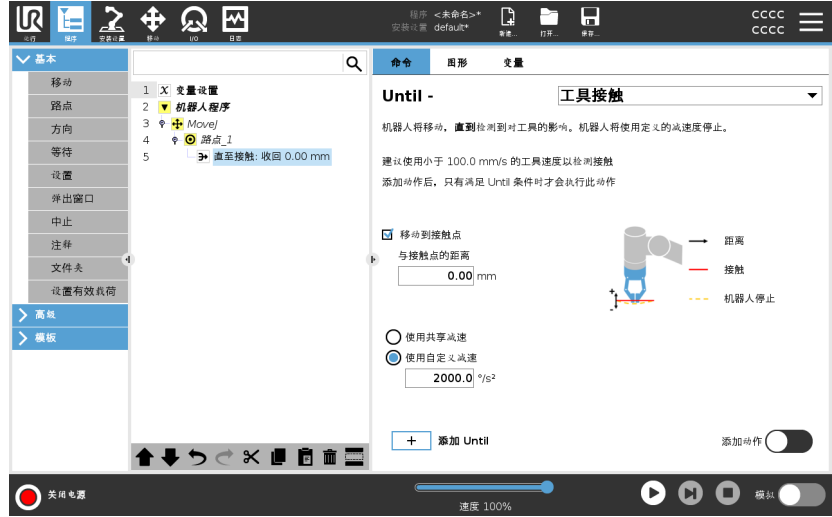 UR
运行
程序
安装设置
移动
I/O
日志
程序 <未命名>*
安装设置 default*
新建...
打开...
保存...
cccc
cccc
基本
移动
路点
方向
等待
设置
弹出窗口
中止
注释
文件夹
设置有效载荷
高级
模板
1 X 变量设置
2 机器人程序
3 MoveJ
4 路点_1
5 直至接触: 收回 0.00 mm
命令 图形 变量
Until - 工具接触
机器人将移动，直到检测到对工具的影响。机器人将使用定义的减速度停止。
建议使用小于 100.0 mm/s 的工具速度以检测接触
添加动作后，只有满足 Until 条件时才会执行此动作
移动到接触点
与接触点的距离
0.00 mm
距离
接触
机器人停止
+
-
使用共享减速
使用自定义减速
2000.0 °/s²
+ 添加 Until
添加动作
关闭电源
速度 100%
模拟